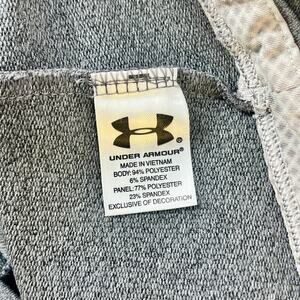 UNDER ARMOUR®
MADE IN VIETNAM
BODY: 94% POLYESTER
6% SPANDEX
PANEL: 77% POLYESTER
23% SPANDEX
EXCLUSIVE OF DECORATION